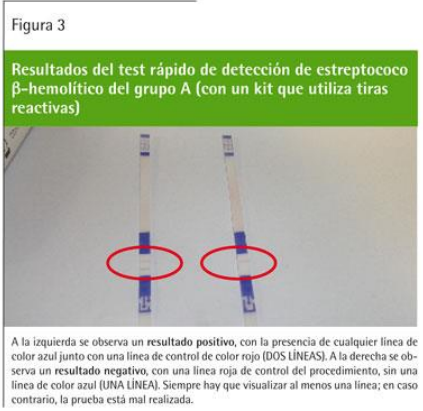 Figura 3
Resultados del test rápido de detección de estreptococo
β-hemolítico del grupo A (con un kit que utiliza tiras
reactivas)
A la izquierda se observa un resultado positivo, con la presencia de cualquier línea de
color azul junto con una línea de control de color rojo (DOS LÍNEAS). A la derecha se ob-
serva un resultado negativo, con una línea roja de control del procedimiento, sin una
línea de color azul (UNA LÍNEA). Siempre hay que visualizar al menos una línea; en caso
contrario, la prueba está mal realizada.